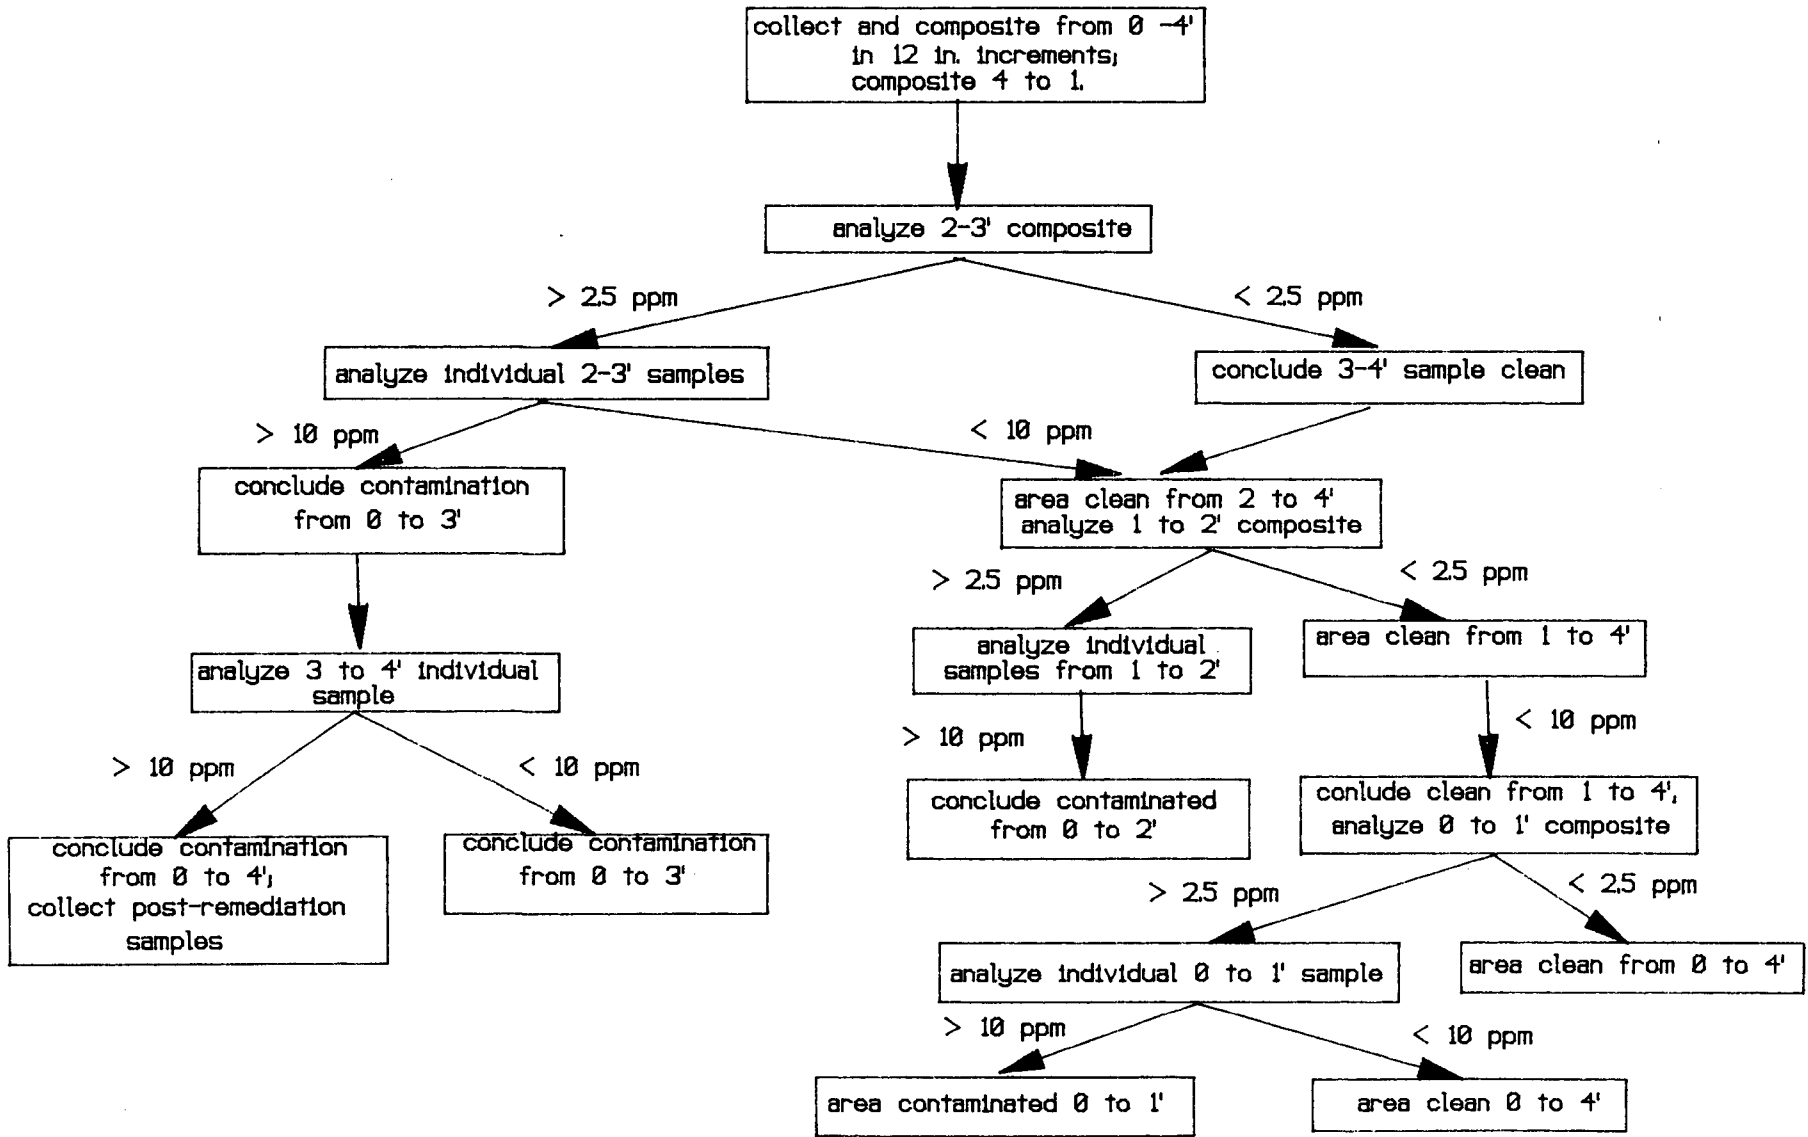 collect and composite from 0 -4'
in 12 in. increments;
composite 4 to 1.
analyze 2-3' composite
> 2.5 ppm
< 2.5 ppm
analyze individual 2-3' samples
conclude 3-4' sample clean
> 10 ppm
< 10 ppm
conclude contamination
from 0 to 3'
area clean from 2 to 4'
analyze 1 to 2' composite
> 2.5 ppm
< 2.5 ppm
analyze individual
samples from 1 to 2'
area clean from 1 to 4'
analyze 3 to 4' individual
sample
> 10 ppm
< 10 ppm
> 10 ppm
< 10 ppm
conclude contaminated
from 0 to 2'
conlude clean from 1 to 4',
analyze 0 to 1' composite
conclude contamination
from 0 to 4';
collect post-remediation
samples
conclude contamination
from 0 to 3'
> 2.5 ppm
< 2.5 ppm
analyze individual 0 to 1' sample
area clean from 0 to 4'
> 10 ppm
< 10 ppm
area contaminated 0 to 1'
area clean 0 to 4'